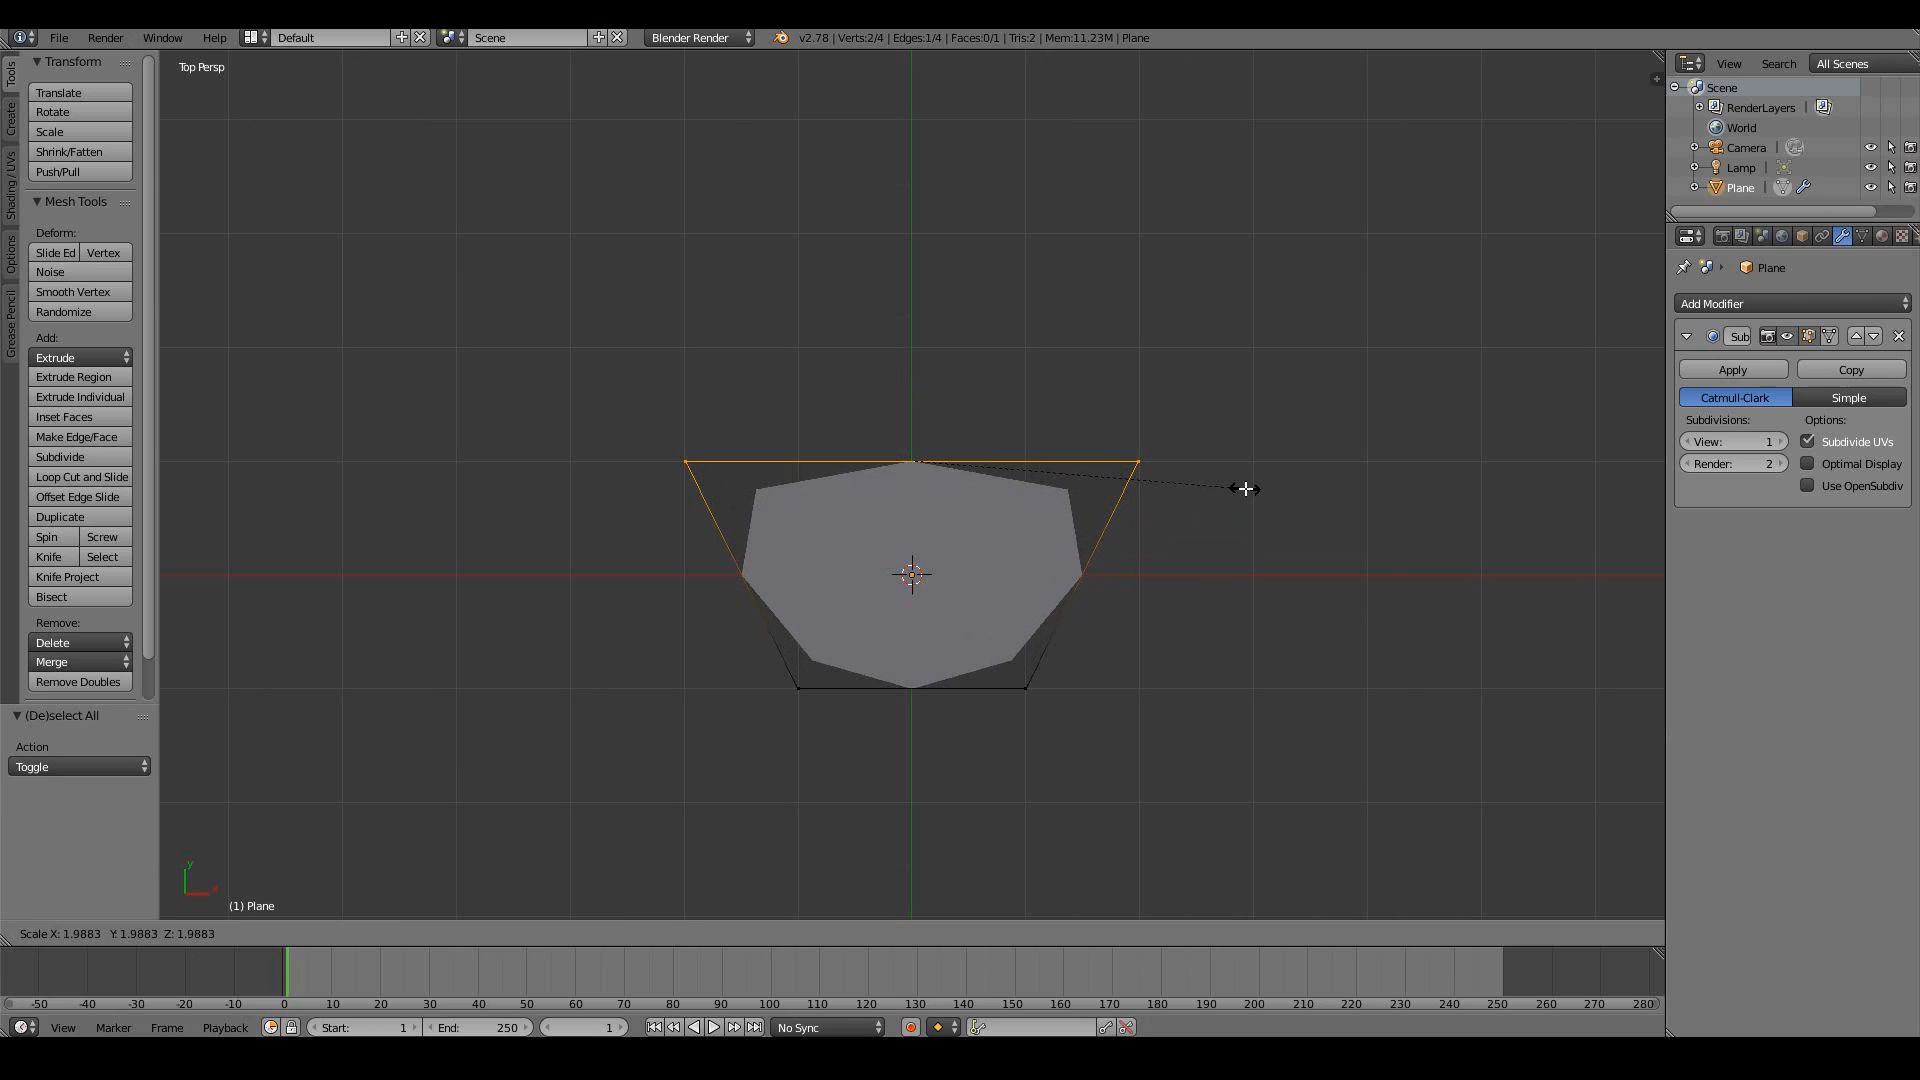 File Render Window Help Default Scene Blender Render v2.78 | Verts:2/4 | Edges:1/4 | Faces:0/1 | Tris:2 | Mem:11.23M | Plane
Tools
Create
Shading / UVs
Options
Grease Pencil
Transform
Translate
Rotate
Scale
Shrink/Fatten
Push/Pull
Mesh Tools
Deform:
Slide Ed Vertex
Noise
Smooth Vertex
Randomize
Add:
Extrude
Extrude Region
Extrude Individual
Inset Faces
Make Edge/Face
Subdivide
Loop Cut and Slide
Offset Edge Slide
Duplicate
Spin Screw
Knife Select
Knife Project
Bisect
Remove:
Delete
Merge
Remove Doubles
(De)select All
Action
Toggle
Top Persp
y
x
(1) Plane
Scale X: 1.9883 Y: 1.9883 Z: 1.9883
View Search All Scenes
Scene
RenderLayers
World
Camera
Lamp
Plane
Plane
Add Modifier
Sub
Apply Copy
Catmull-Clark Simple
Subdivisions: Options:
View: 1 Subdivide UVs
Render: 2 Optimal Display
Use OpenSubdiv
-50 -40 -30 -20 -10 0 10 20 30 40 50 60 70 80 90 100 110 120 130 140 150 160 170 180 190 200 210 220 230 240 250 260 270 280
View Marker Frame Playback Start: 1 End: 250 1 No Sync